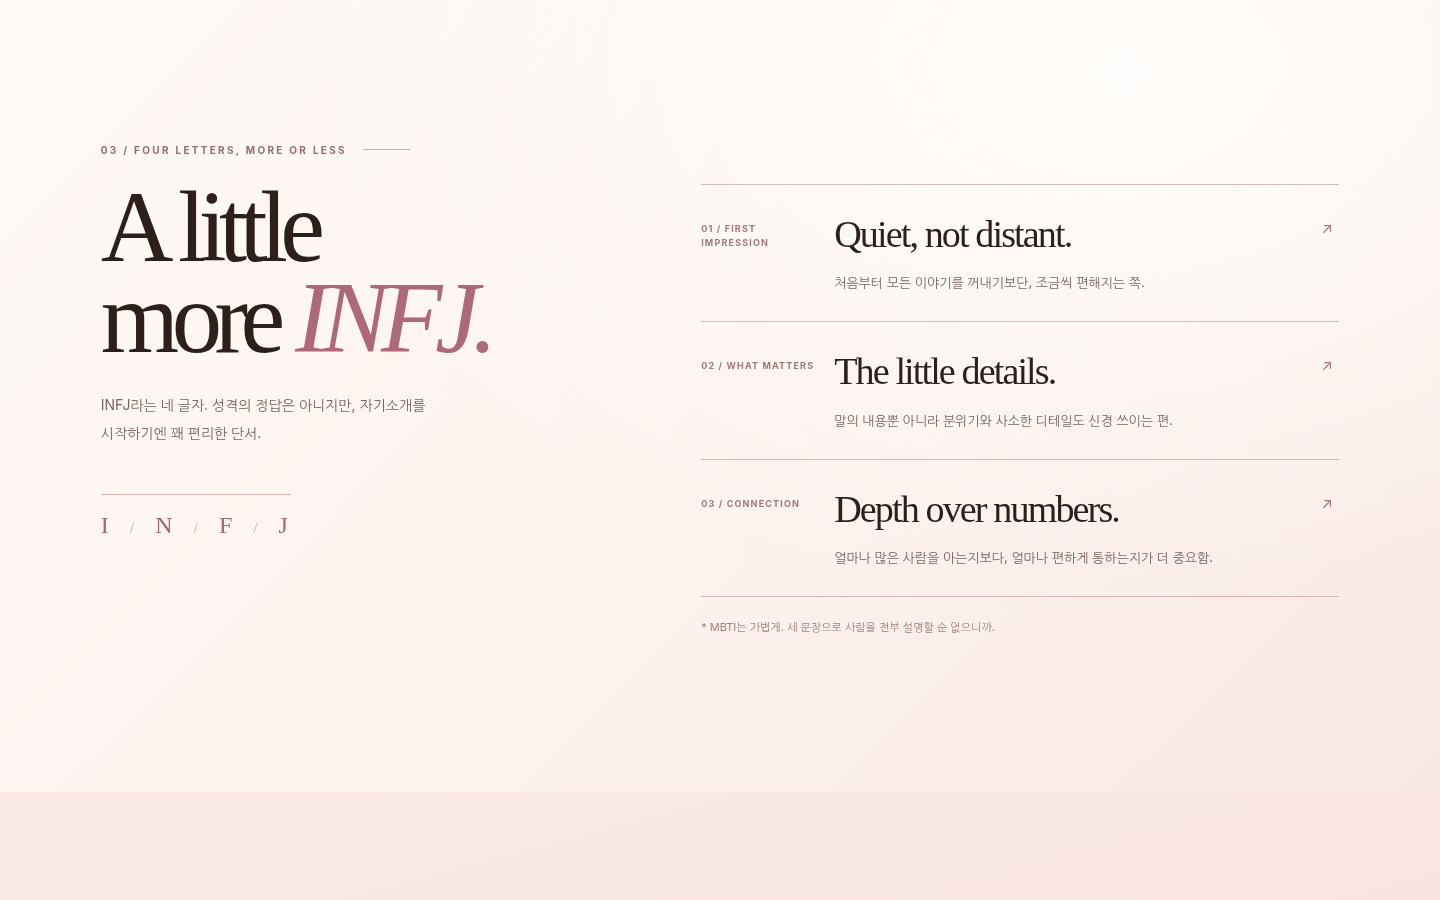 03 / FOUR LETTERS, MORE OR LESS
A little
more INFJ.
INFJ라는 네 글자. 성격의 정답은 아니지만, 자기소개를
시작하기엔 꽤 편리한 단서.
I / N / F / J
01 / FIRST
IMPRESSION
Quiet, not distant.
처음부터 모든 이야기를 꺼내기보단, 조금씩 편해지는 쪽.
02 / WHAT MATTERS
The little details.
말의 내용뿐 아니라 분위기와 사소한 디테일도 신경 쓰이는 편.
03 / CONNECTION
Depth over numbers.
얼마나 많은 사람을 아는지보다, 얼마나 편하게 통하는지가 더 중요함.
* MBTI는 가볍게. 세 문장으로 사람을 전부 설명할 순 없으니까.